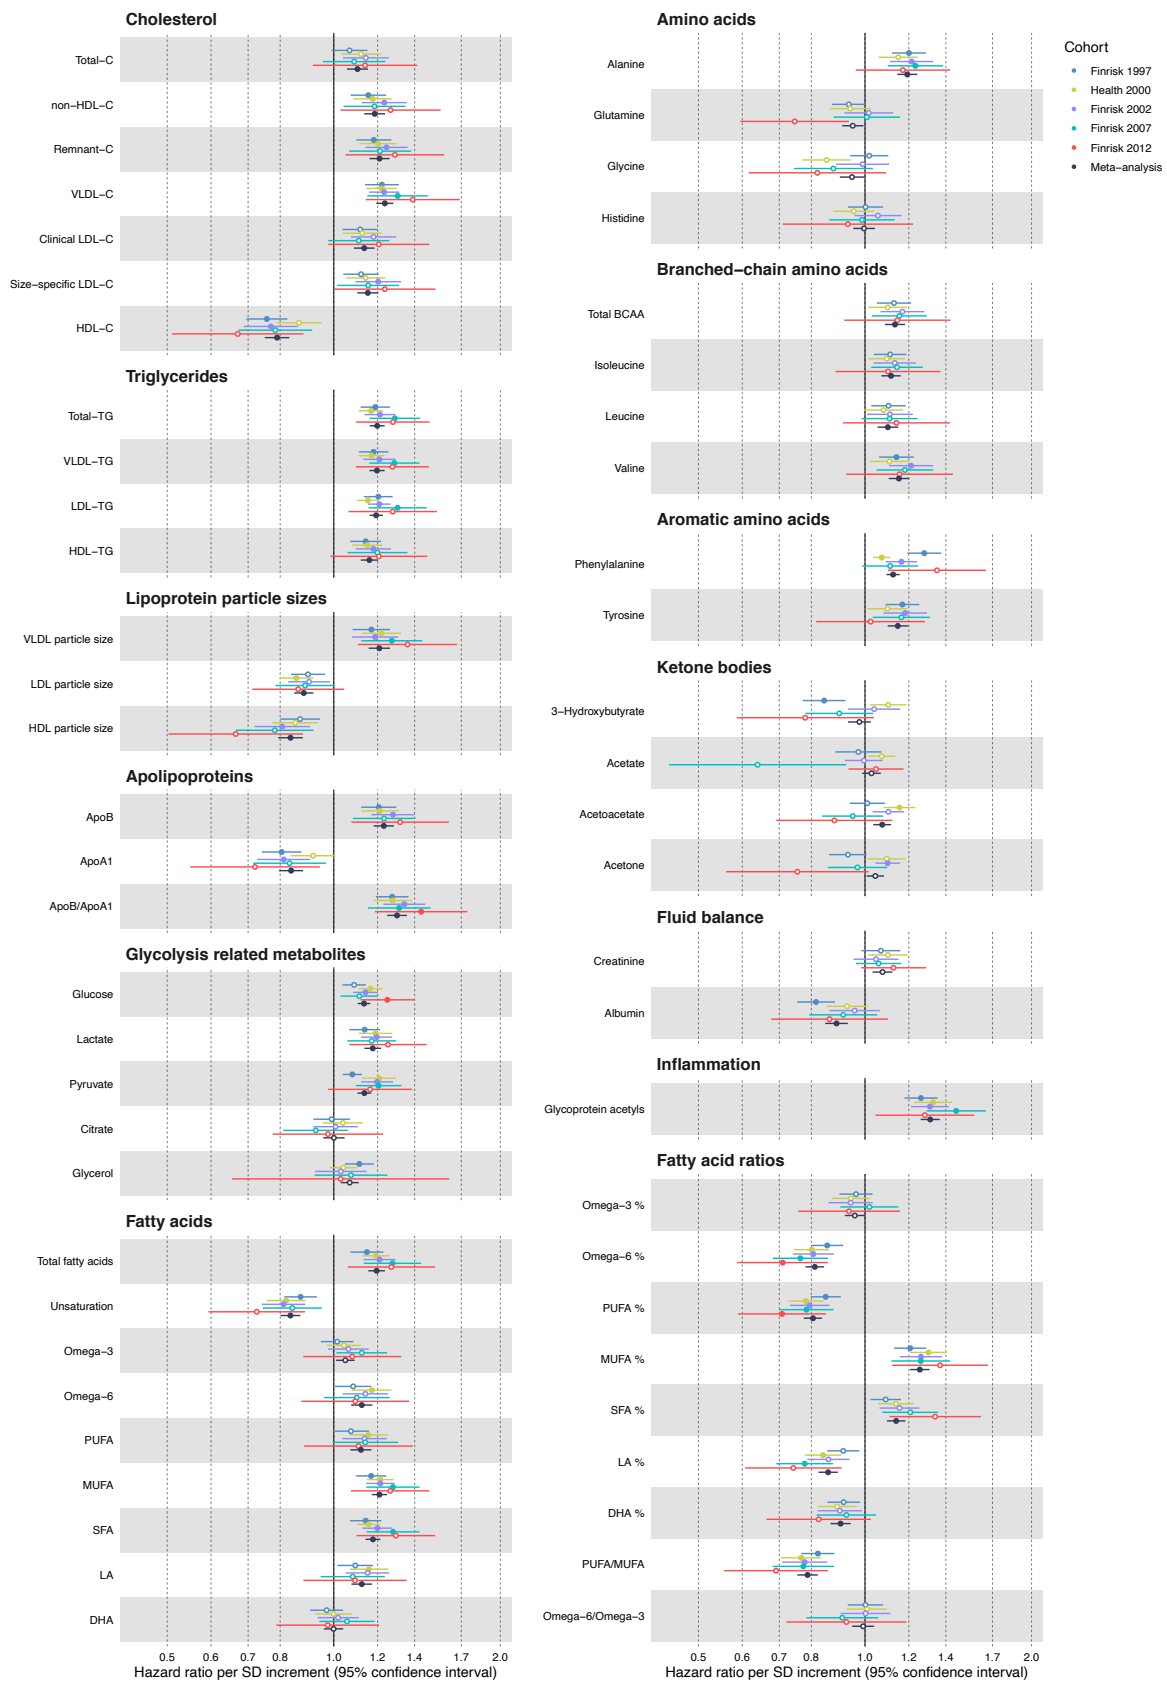 Cholesterol
Total−C
non−HDL−C
Remnant−C
VLDL−C
Clinical LDL−C
Size−specific LDL−C
HDL−C
Triglycerides
Total−TG
VLDL−TG
LDL−TG
HDL−TG
Lipoprotein particle sizes
VLDL particle size
LDL particle size
HDL particle size
Apolipoproteins
ApoB
ApoA1
ApoB/ApoA1
Glycolysis related metabolites
Glucose
Lactate
Pyruvate
Citrate
Glycerol
Fatty acids
Total fatty acids
Unsaturation
Omega−3
Omega−6
PUFA
MUFA
SFA
LA
DHA
0.5 0.6 0.7 0.8 1.0 1.2 1.4 1.7 2.0
Hazard ratio per SD increment (95% confidence interval)
Amino acids
Alanine
Glutamine
Glycine
Histidine
Branched−chain amino acids
Total BCAA
Isoleucine
Leucine
Valine
Aromatic amino acids
Phenylalanine
Tyrosine
Ketone bodies
3−Hydroxybutyrate
Acetate
Acetoacetate
Acetone
Fluid balance
Creatinine
Albumin
Inflammation
Glycoprotein acetyls
Fatty acid ratios
Omega−3 %
Omega−6 %
PUFA %
MUFA %
SFA %
LA %
DHA %
PUFA/MUFA
Omega−6/Omega−3
0.5 0.6 0.7 0.8 1.0 1.2 1.4 1.7 2.0
Hazard ratio per SD increment (95% confidence interval)
Cohort
Finrisk 1997
Health 2000
Finrisk 2002
Finrisk 2007
Finrisk 2012
Meta−analysis